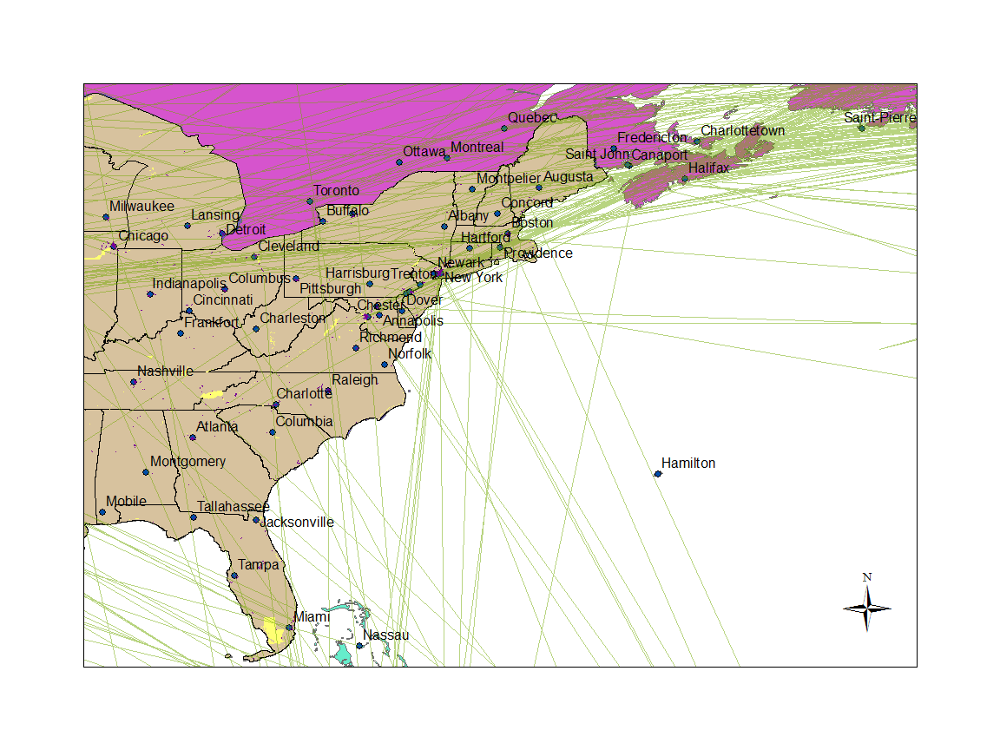 Quebec
Saint-Pierre
Charlottetown
Fredericton
Montreal
Ottawa
Saint John
Canaport
Halifax
Montpelier
Augusta
Toronto
Milwaukee
Buffalo
Concord
Lansing
Albany
Boston
Detroit
Chicago
Hartford
Cleveland
Providence
Newark
Harrisburg
Trenton
New York
Columbus
Indianapolis
Pittsburgh
Cincinnati
Dover
Chester
Charleston
Annapolis
Frankfort
Richmond
Norfolk
Nashville
Raleigh
Charlotte
Columbia
Atlanta
Montgomery
Hamilton
Mobile
Tallahassee
Jacksonville
Tampa
N
Miami
Nassau